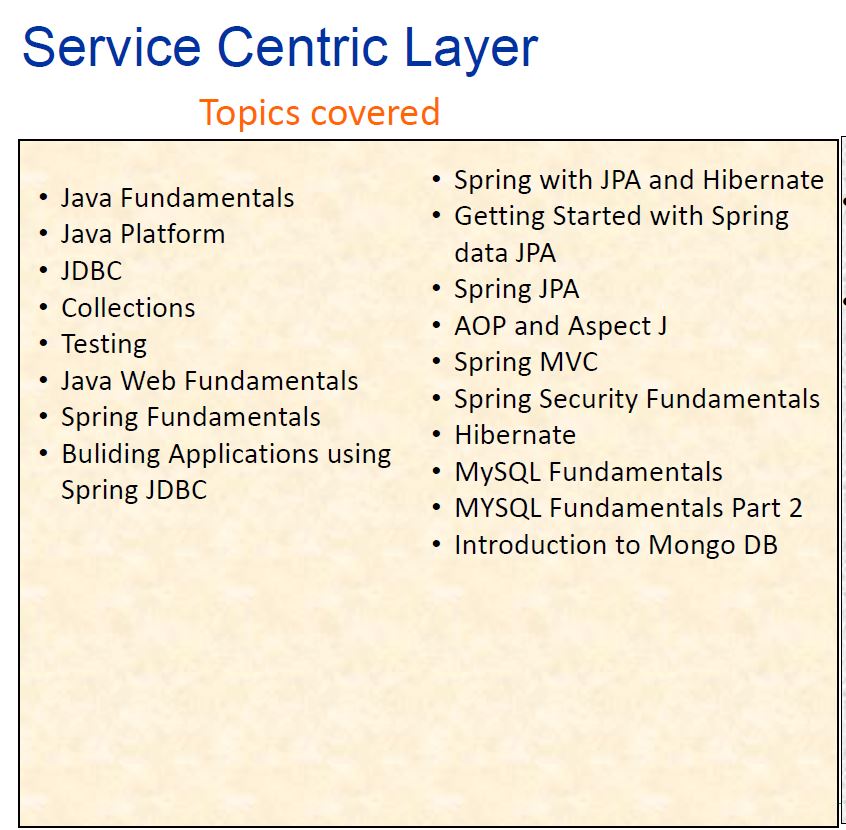 Service Centric Layer
Topics covered
• Java Fundamentals
• Java Platform
• JDBC
• Collections
• Testing
• Java Web Fundamentals
• Spring Fundamentals
• Buliding Applications using
Spring JDBC
• Spring with JPA and Hibernate
• Getting Started with Spring
data JPA
• Spring JPA
• AOP and Aspect J
• Spring MVC
• Spring Security Fundamentals
• Hibernate
• MySQL Fundamentals
• MYSQL Fundamentals Part 2
• Introduction to Mongo DB